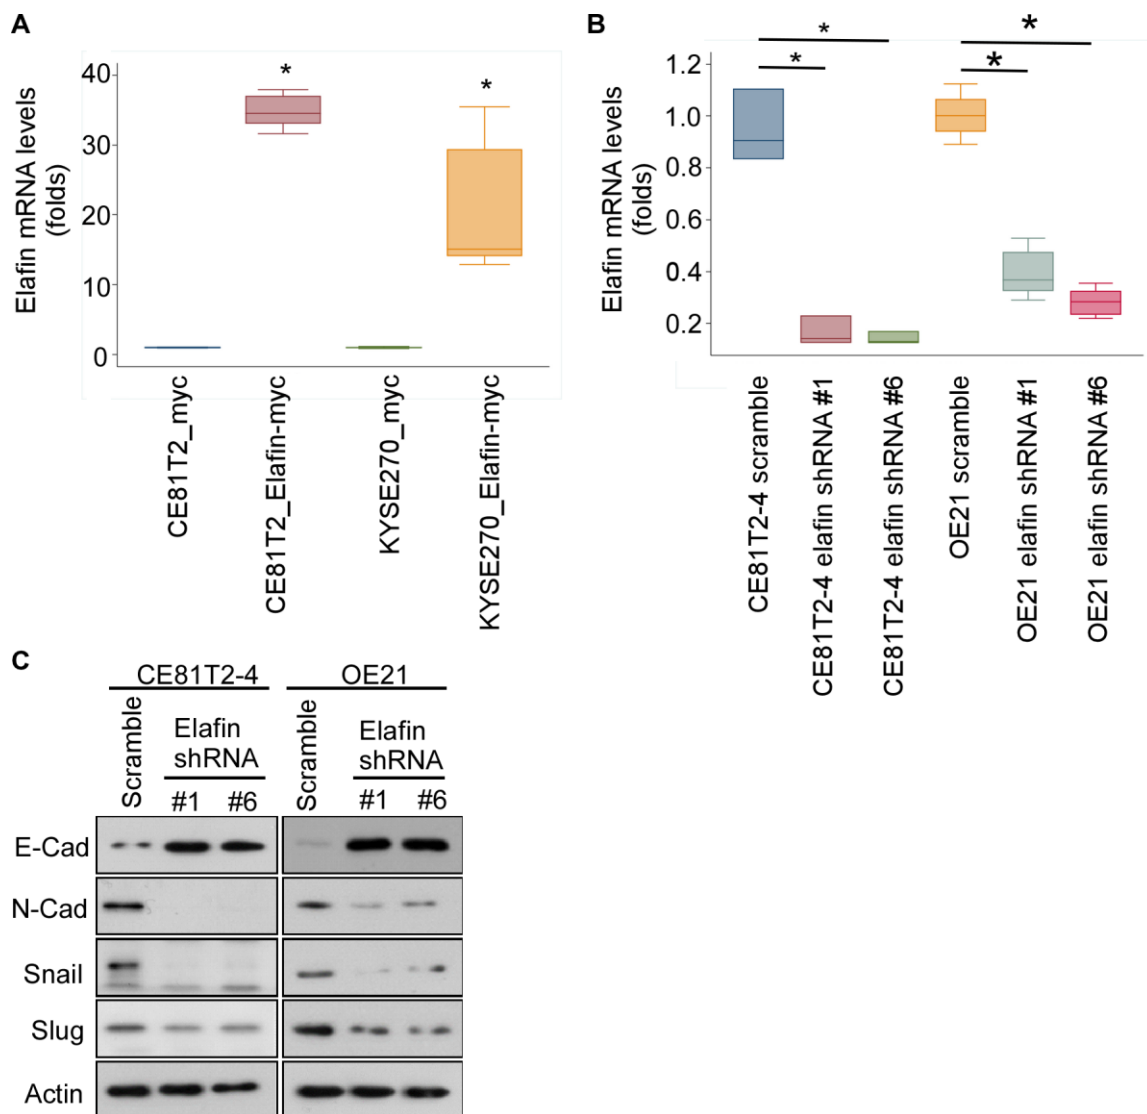 A
Elafin mRNA levels
(folds)
40
30
20
10
0
*
*
CE81T2_myc
CE81T2_Elafin-myc
KYSE270_myc
KYSE270_Elafin-myc
B
Elafin mRNA levels
(folds)
1.2
1.0
0.8
0.6
0.4
0.2
*
*
*
*
CE81T2-4 scramble
CE81T2-4 elafin shRNA #1
CE81T2-4 elafin shRNA #6
OE21 scramble
OE21 elafin shRNA #1
OE21 elafin shRNA #6
C
CE81T2-4
OE21
Scramble
Elafin
shRNA
#1 #6
Scramble
Elafin
shRNA
#1 #6
E-Cad
N-Cad
Snail
Slug
Actin